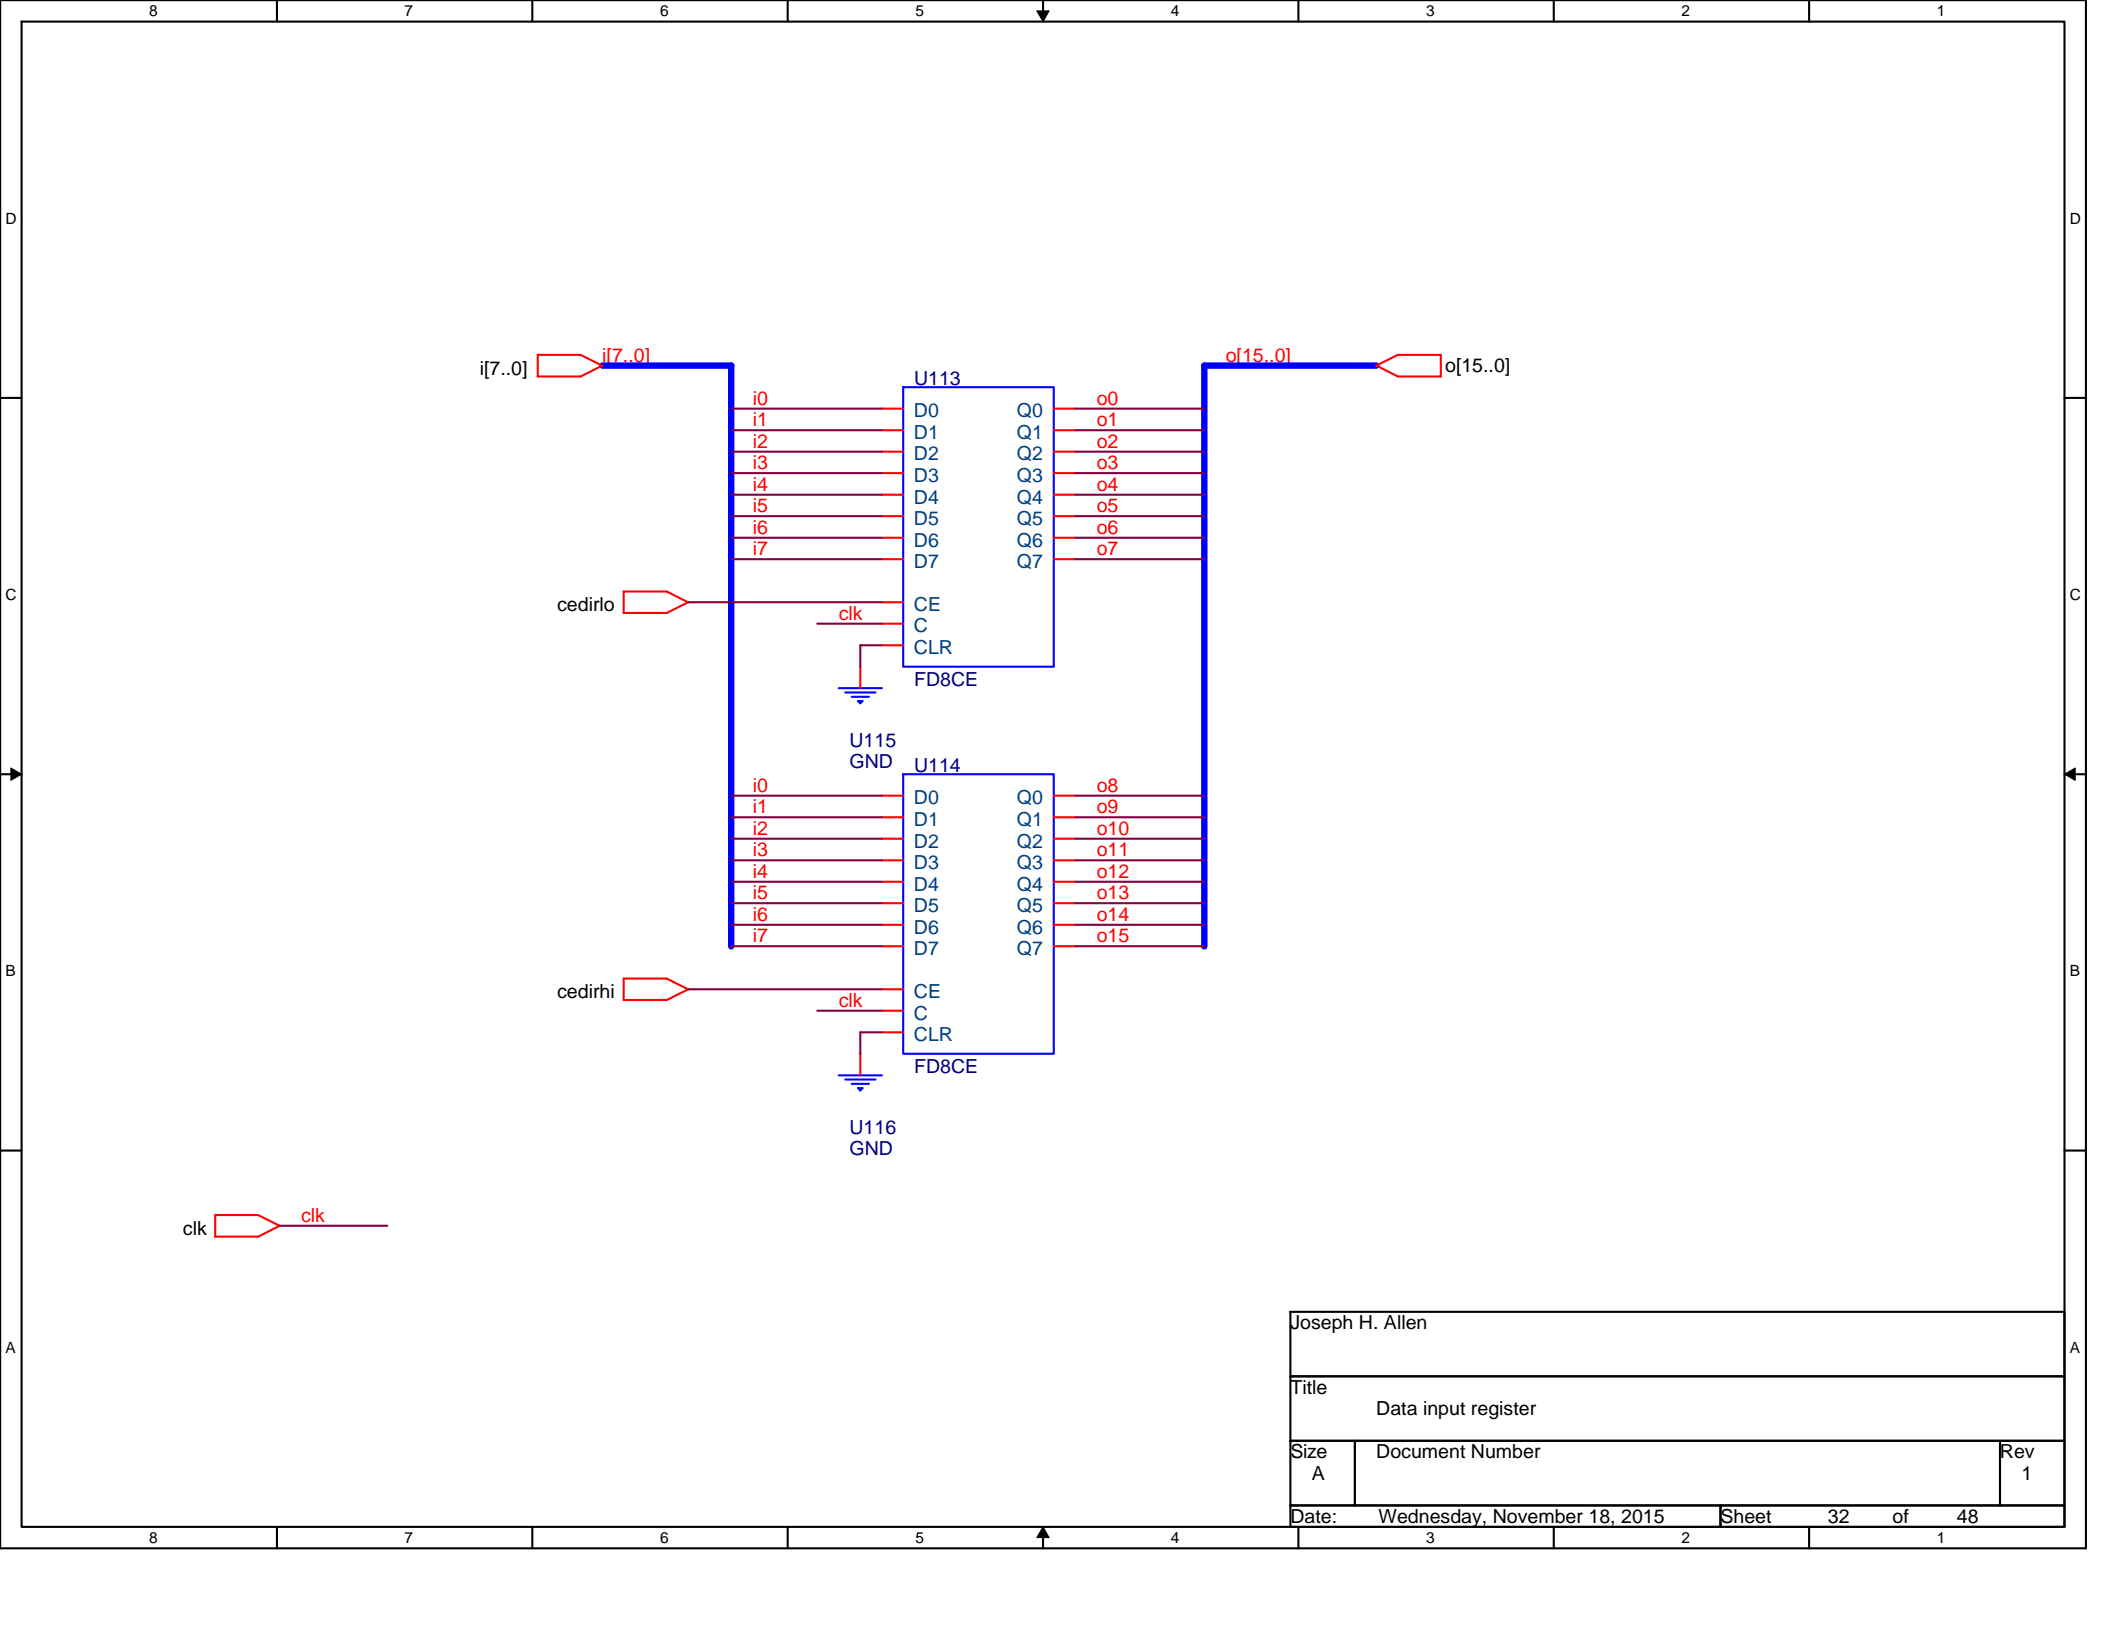 8 7 6 5 4 3 2 1
D D
i[7..0] i[7..0] o[15..0] o[15..0]
U113
i0 D0 Q0 o0
i1 D1 Q1 o1
i2 D2 Q2 o2
i3 D3 Q3 o3
i4 D4 Q4 o4
i5 D5 Q5 o5
i6 D6 Q6 o6
i7 D7 Q7 o7
C C
cedirlo CE
clk C
CLR
FD8CE
U115
GND
U114
i0 D0 Q0 o8
i1 D1 Q1 o9
i2 D2 Q2 o10
i3 D3 Q3 o11
i4 D4 Q4 o12
i5 D5 Q5 o13
i6 D6 Q6 o14
i7 D7 Q7 o15
B B
cedirhi CE
clk C
CLR
FD8CE
U116
GND
clk clk
Joseph H. Allen
A A
Title
Data input register
Size Document Number Rev
A 1
Date: Wednesday, November 18, 2015 Sheet 32 of 48
8 7 6 5 4 3 2 1